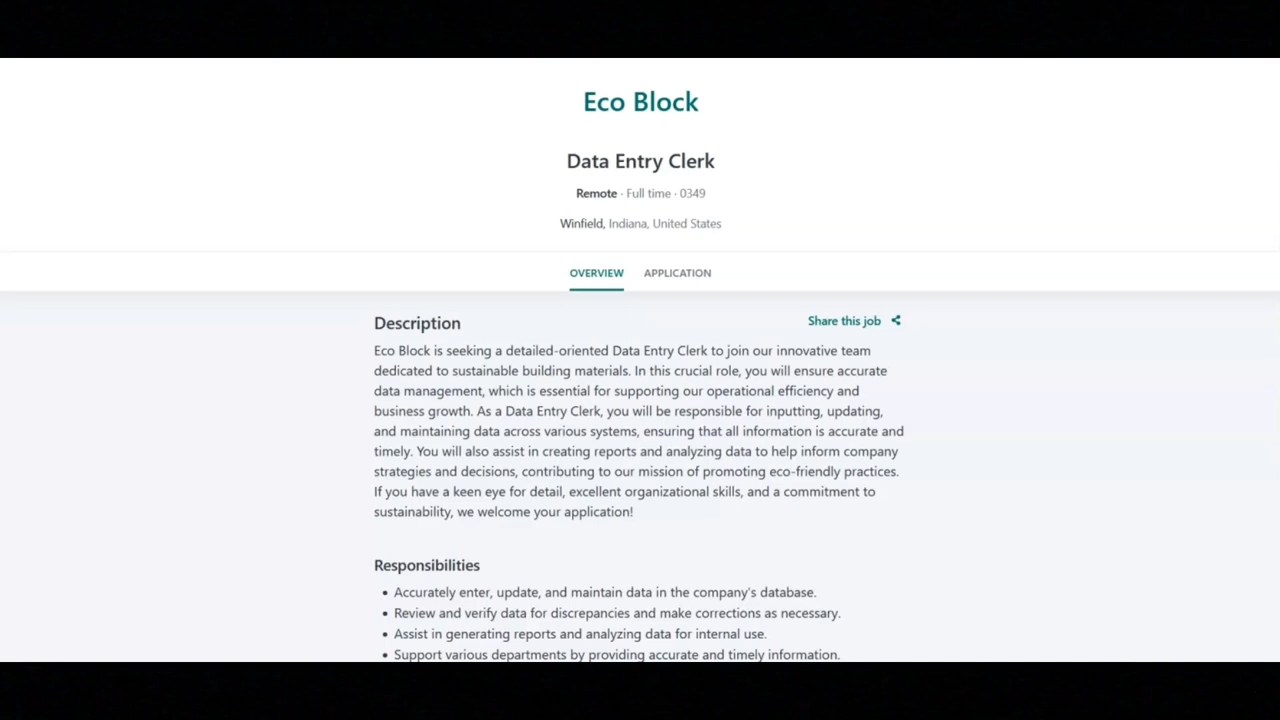 Eco Block
Data Entry Clerk
Remote · Full time · 0349
Winfield, Indiana, United States
OVERVIEW APPLICATION
Description
Share this job
Eco Block is seeking a detailed-oriented Data Entry Clerk to join our innovative team
dedicated to sustainable building materials. In this crucial role, you will ensure accurate
data management, which is essential for supporting our operational efficiency and
business growth. As a Data Entry Clerk, you will be responsible for inputting, updating,
and maintaining data across various systems, ensuring that all information is accurate and
timely. You will also assist in creating reports and analyzing data to help inform company
strategies and decisions, contributing to our mission of promoting eco-friendly practices.
If you have a keen eye for detail, excellent organizational skills, and a commitment to
sustainability, we welcome your application!
Responsibilities
• Accurately enter, update, and maintain data in the company's database.
• Review and verify data for discrepancies and make corrections as necessary.
• Assist in generating reports and analyzing data for internal use.
• Support various departments by providing accurate and timely information.